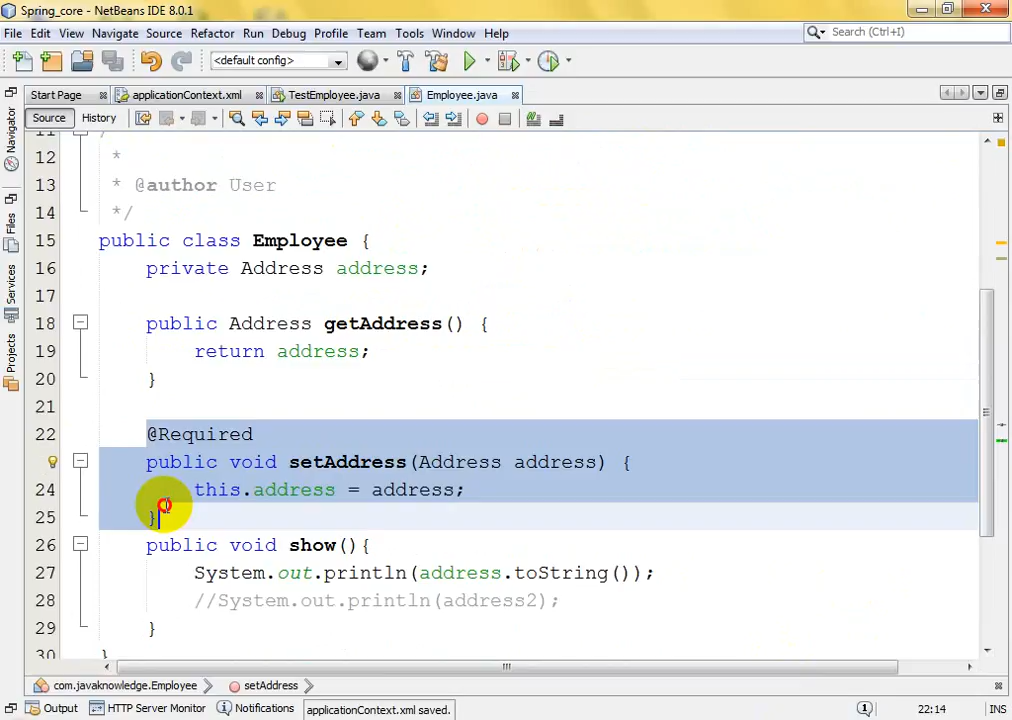 Spring_core - NetBeans IDE 8.0.1
File Edit View Navigate Source Refactor Run Debug Profile Team Tools Window Help
Search (Ctrl+I)
<default config>
Start Page applicationContext.xml TestEmployee.java Employee.java
Source History
Navigator
Files
Services
Projects
12 *
13 * @author User
14 */
15 public class Employee {
16 private Address address;
17
18 public Address getAddress() {
19 return address;
20 }
21
22 @Required
public void setAddress(Address address) {
24 this.address = address;
25 }
26 public void show(){
27 System.out.println(address.toString());
28 //System.out.println(address2);
29 }
30 }
com.javaknowledge.Employee setAddress
Output HTTP Server Monitor Notifications applicationContext.xml saved. 22:14 INS